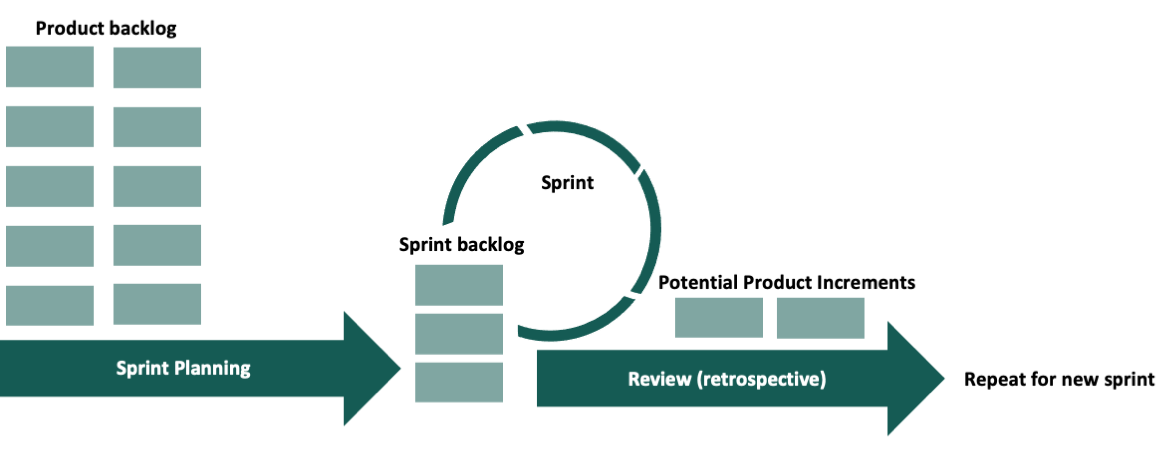 Product backlog
Sprint
Sprint backlog
Potential Product Increments
Sprint Planning
Review (retrospective)
Repeat for new sprint